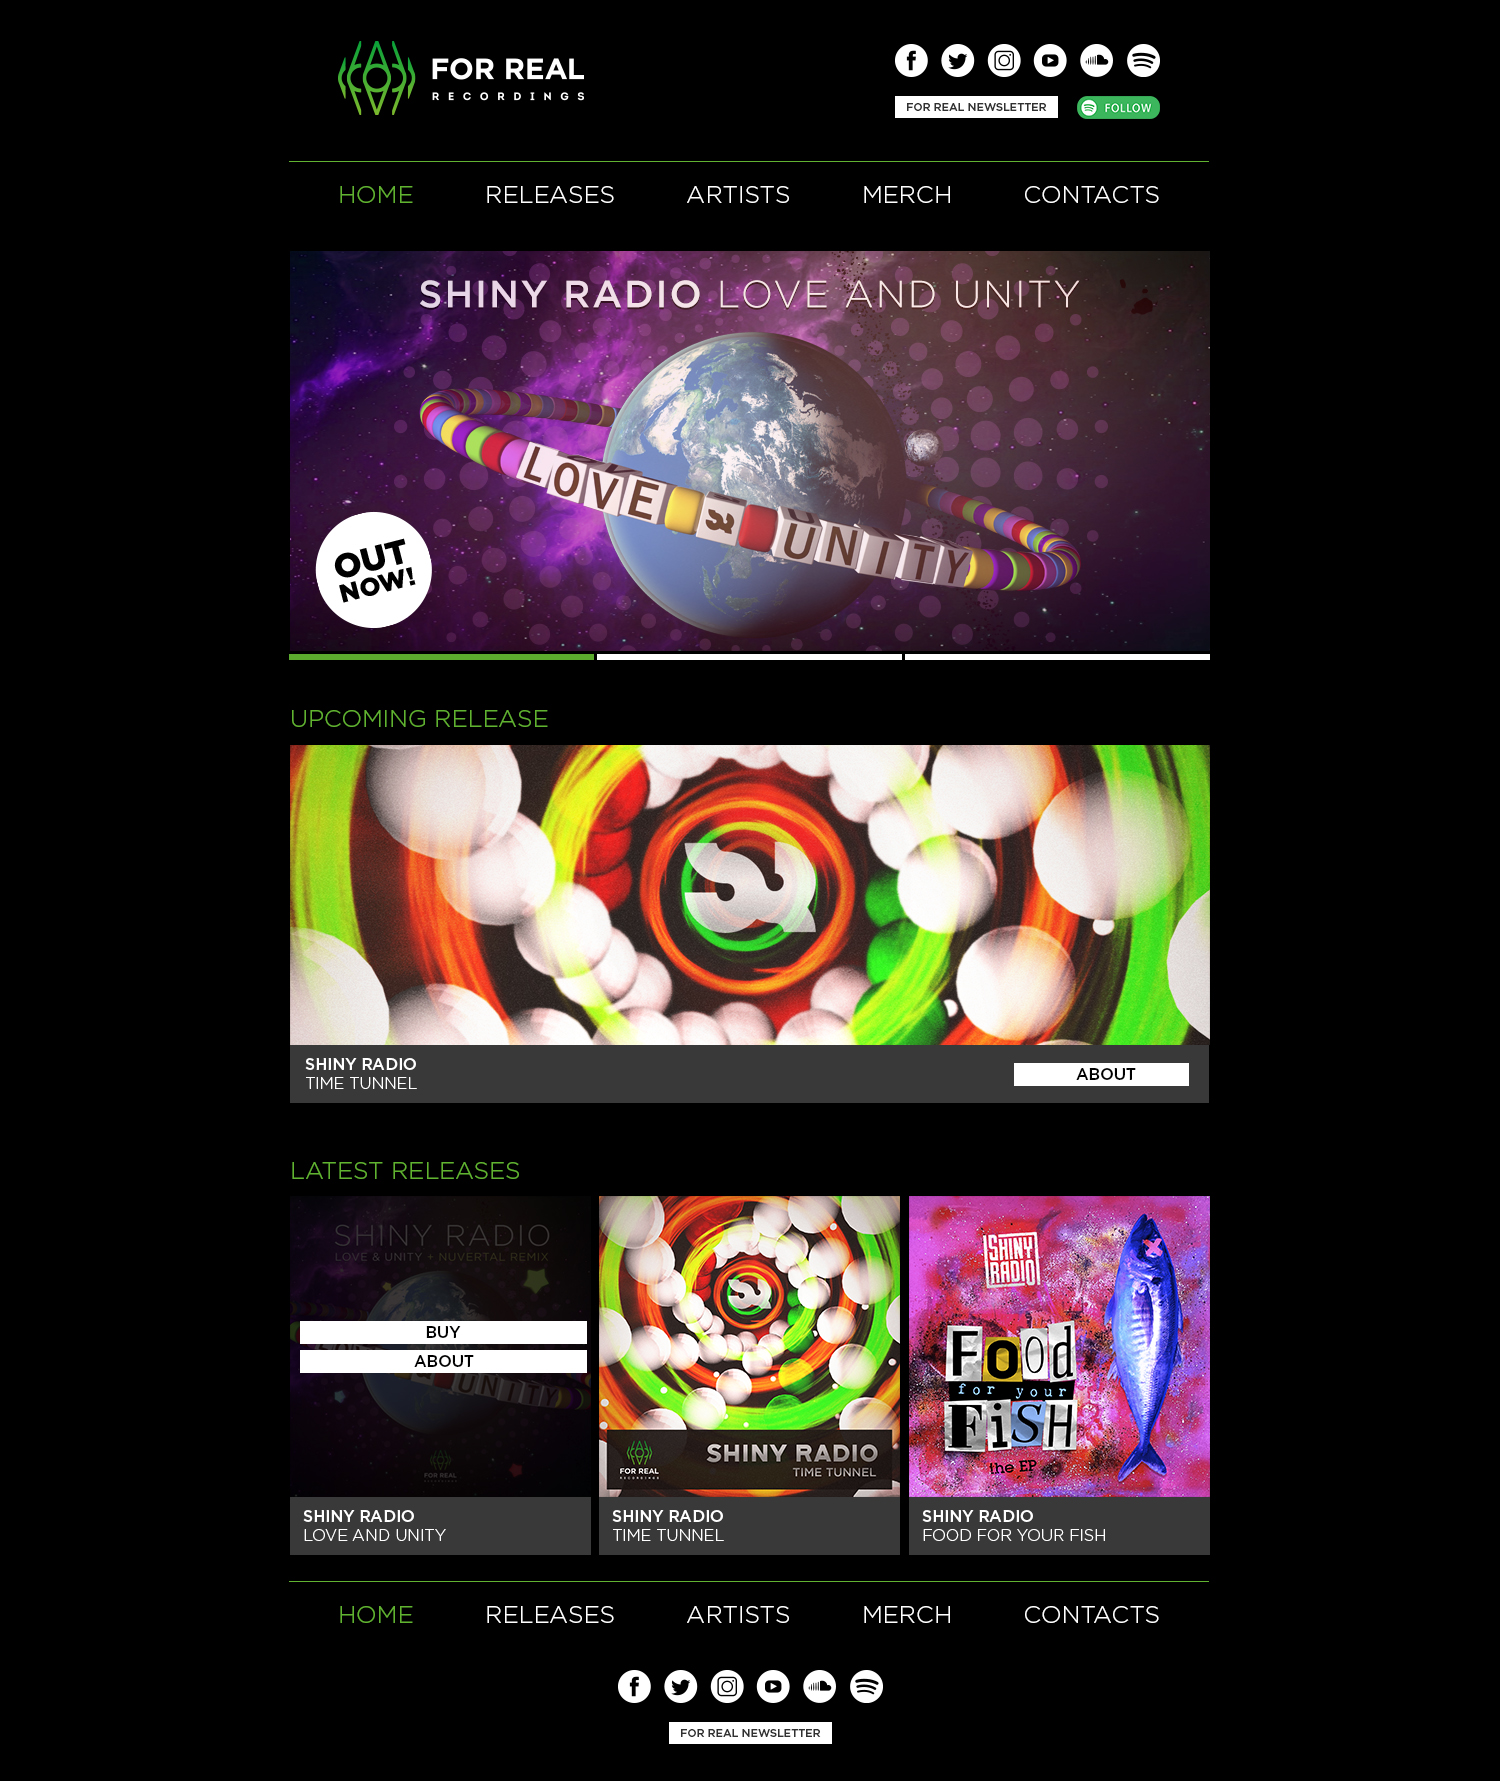 FOR REAL
RECORDINGS
FOR REAL NEWSLETTER
FOLLOW
HOME
RELEASES
ARTISTS
MERCH
CONTACTS
SHINY RADIO LOVE AND UNITY
LOVE UNITY
OUT
NOW!
UPCOMING RELEASE
SHINY RADIO
TIME TUNNEL
ABOUT
LATEST RELEASES
SHINY RADIO
LOVE & UNITY + NUVERTAL REMIX
BUY
ABOUT
UNITY
FOR REAL
SHINY RADIO
LOVE AND UNITY
FOR REAL
RECORDINGS
SHINY RADIO
TIME TUNNEL
SHINY RADIO
TIME TUNNEL
SHINY
RADIO
Food
for your
FiSH
the EP
SHINY RADIO
FOOD FOR YOUR FISH
HOME
RELEASES
ARTISTS
MERCH
CONTACTS
FOR REAL NEWSLETTER